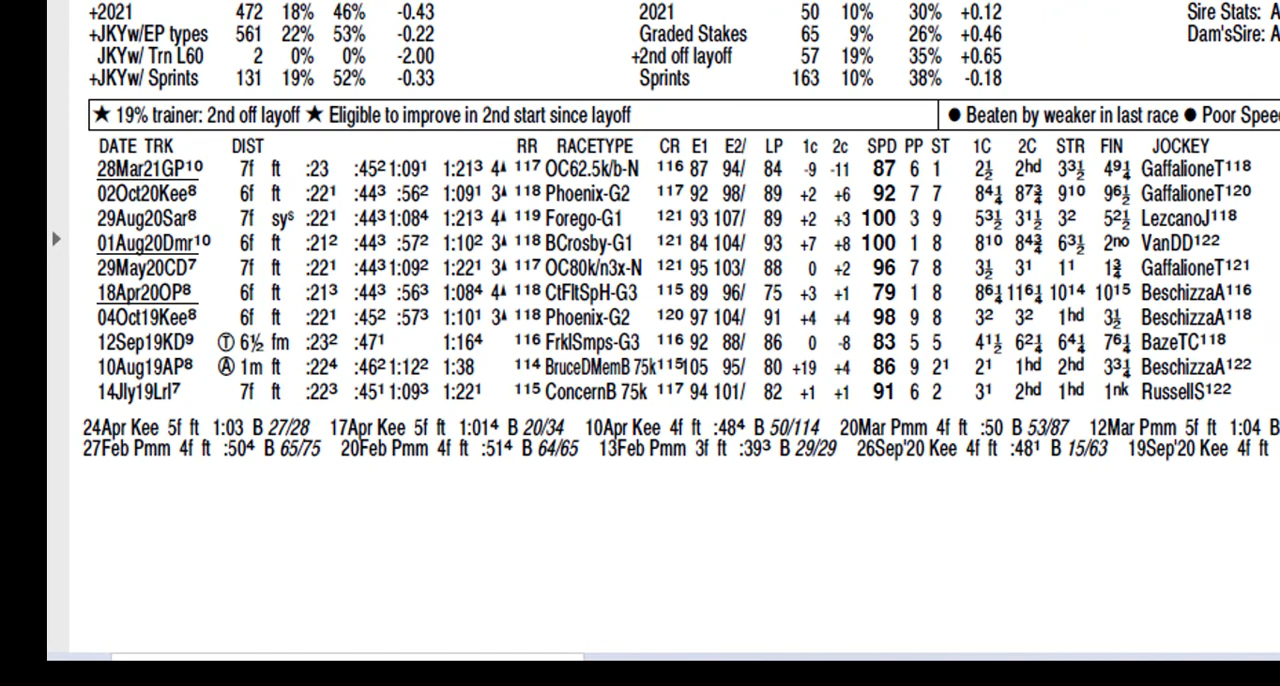 +2021 472 18% 46% -0.43 2021 50 10% 30% +0.12 Sire Stats: A
+JKYw/EP types 561 22% 53% -0.22 Graded Stakes 65 9% 26% +0.46 Dam'sSire: A
JKYw/ Trn L60 2 0% 0% -2.00 +2nd off layoff 57 19% 35% +0.65
+JKYw/ Sprints 131 19% 52% -0.33 Sprints 163 10% 38% -0.18
★ 19% trainer: 2nd off layoff ★ Eligible to improve in 2nd start since layoff ● Beaten by weaker in last race ● Poor Spee
DATE TRK DIST RR RACETYPE CR E1 E2/ LP 1c 2c SPD PP ST 1C 2C STR FIN JOCKEY
28Mar21GP¹⁰ 7f ft :23 :45² 1:09¹ 1:21³ 4▲ 117 OC62.5k/b-N 116 87 94/ 84 -9 -11 87 6 1 2½ 2hd 3³½ 4⁹¼ GaffalioneT118
02Oct20Kee⁸ 6f ft :22¹ :44³ :56² 1:09¹ 3▲ 118 Phoenix-G2 117 92 98/ 89 +2 +6 92 7 7 8⁴¼ 8⁷¾ 9¹⁰ 9⁶½ GaffalioneT120
29Aug20Sar⁸ 7f syˢ :22¹ :44³ 1:08⁴ 1:21³ 4▲ 119 Forego-G1 121 93 107/ 89 +2 +3 100 3 9 5³½ 3¹½ 3² 5²½ LezcanoJ118
01Aug20Dmr¹⁰ 6f ft :21² :44³ :57² 1:10² 3▲ 118 BCrosby-G1 121 84 104/ 93 +7 +8 100 1 8 8¹⁰ 8⁴¾ 6³½ 2no VanDD122
29May20CD⁷ 7f ft :22¹ :44³ 1:09² 1:22¹ 3▲ 117 OC80k/n3x-N 121 95 103/ 88 0 +2 96 7 8 3½ 3¹ 1¹ 1¾ GaffalioneT121
18Apr20OP⁸ 6f ft :21³ :44³ :56³ 1:08⁴ 4▲ 118 CtFltSpH-G3 115 89 96/ 75 +3 +1 79 1 8 8⁶¼ 11⁶¼ 10¹⁴ 10¹⁵ BeschizzaA116
04Oct19Kee⁸ 6f ft :22¹ :45² :57³ 1:10¹ 3▲ 118 Phoenix-G2 120 97 104/ 91 +4 +4 98 9 8 3² 3² 1hd 3½ BeschizzaA118
12Sep19KD⁹ Ⓣ 6½ fm :23² :47¹ 1:16⁴ 116 FrklSmps-G3 116 92 88/ 86 0 -8 83 5 5 4¹½ 6²¼ 6⁴¼ 7⁶¼ BazeTC118
10Aug19AP⁸ Ⓐ 1m ft :22⁴ :46² 1:12² 1:38 114 BruceDMemB 75k 115 105 95/ 80 +19 +4 86 9 2¹ 2¹ 1hd 2hd 3³¼ BeschizzaA122
14Jly19Lrl⁷ 7f ft :22³ :45¹ 1:09³ 1:22¹ 115 ConcernB 75k 117 94 101/ 82 +1 +1 91 6 2 3¹ 2hd 1hd 1nk RussellS122
24Apr Kee 5f ft 1:03 B 27/28 17Apr Kee 5f ft 1:01⁴ B 20/34 10Apr Kee 4f ft :48⁴ B 50/114 20Mar Pmm 4f ft :50 B 53/87 12Mar Pmm 5f ft 1:04 B
27Feb Pmm 4f ft :50⁴ B 65/75 20Feb Pmm 4f ft :51⁴ B 64/65 13Feb Pmm 3f ft :39³ B 29/29 26Sep'20 Kee 4f ft :48¹ B 15/63 19Sep'20 Kee 4f ft